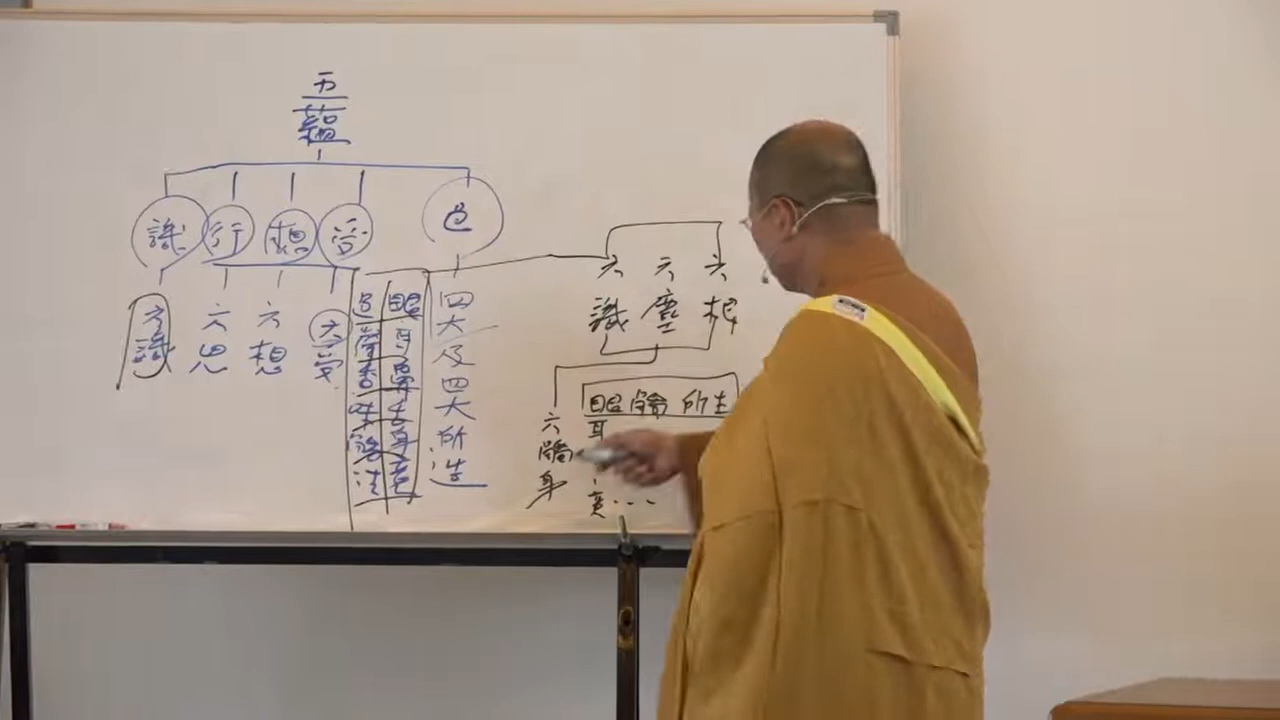 五蘊
色
受
想
行
識
四大及四大所造
眼耳鼻舌身意
色聲香味觸法
六受
六想
六思
六識
六根
六塵
六識
六觸身
眼觸所生
耳
意...